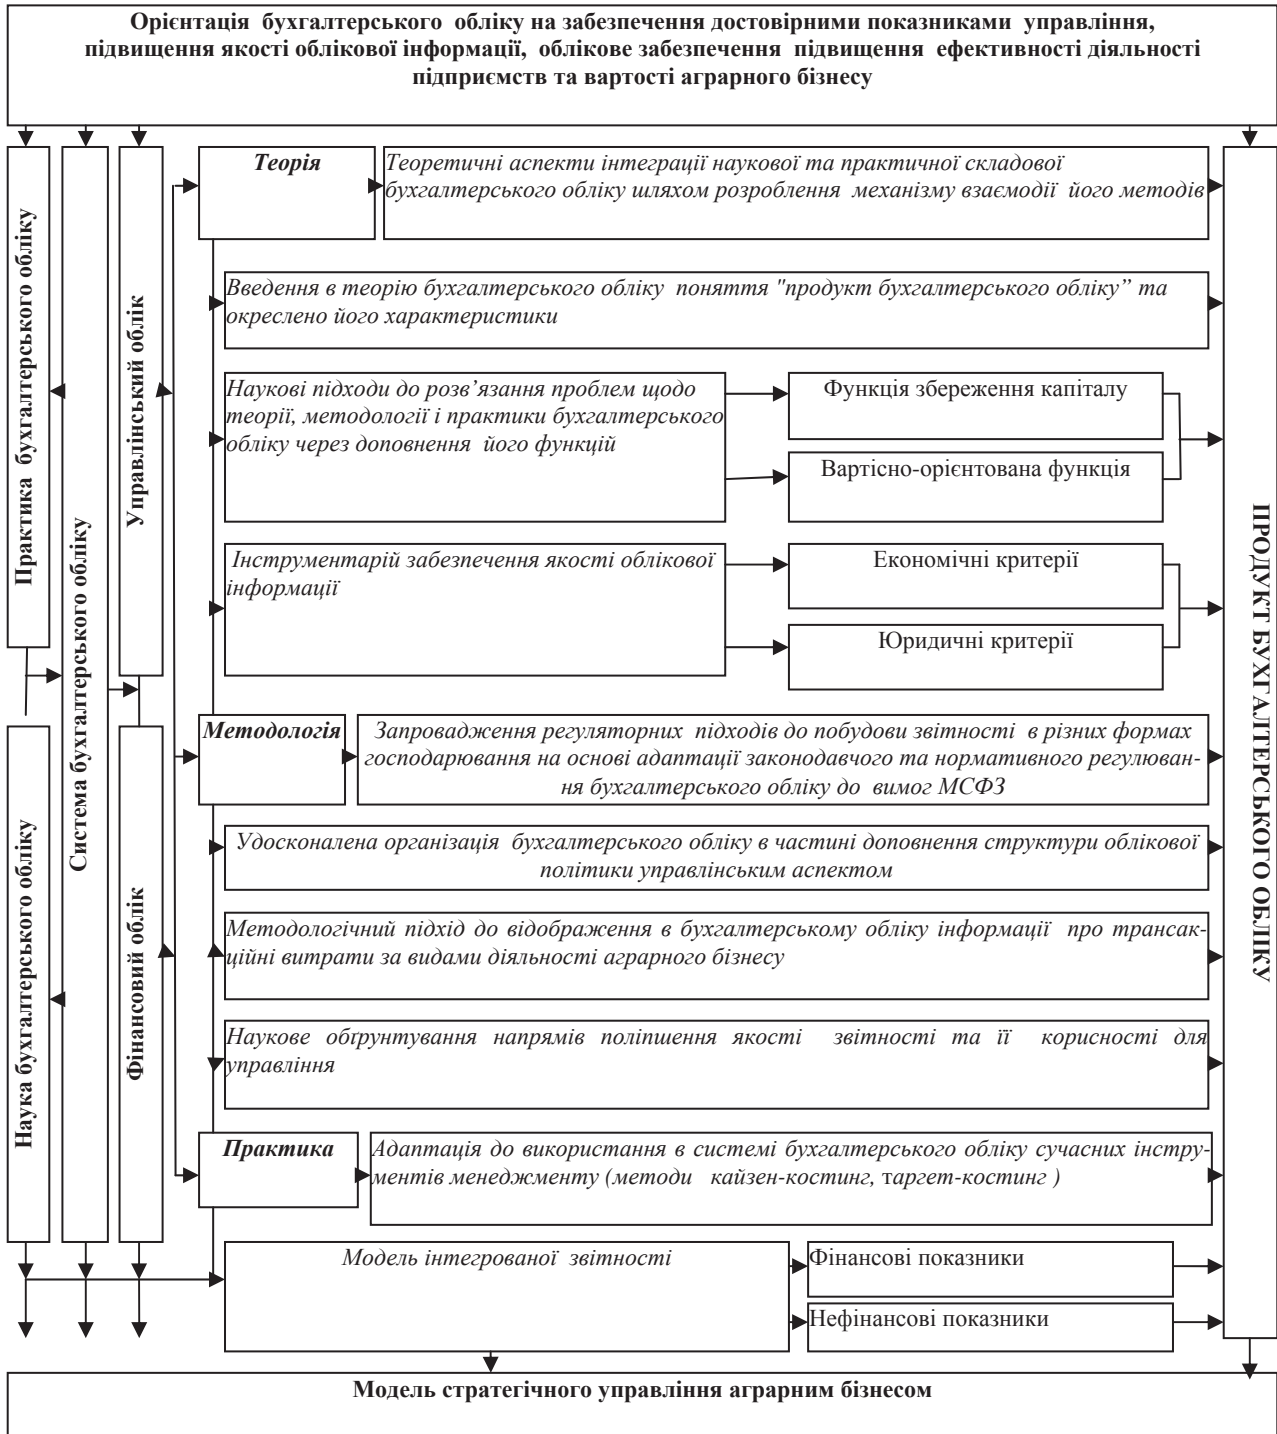 Орієнтація бухгалтерського обліку на забезпечення достовірними показниками управління,
підвищення якості облікової інформації, облікове забезпечення підвищення ефективності діяльності
підприємств та вартості аграрного бізнесу
Практика бухгалтерського обліку
Наука бухгалтерського обліку
Система бухгалтерського обліку
Управлінський облік
Фінансовий облік
Теорія
Теоретичні аспекти інтеграції наукової та практичної складової
бухгалтерського обліку шляхом розроблення механізму взаємодії його методів
Введення в теорію бухгалтерського обліку поняття "продукт бухгалтерського обліку” та
окреслено його характеристики
Наукові підходи до розв’язання проблем щодо
теорії, методології і практики бухгалтерського
обліку через доповнення його функцій
Функція збереження капіталу
Вартісно-орієнтована функція
Інструментарій забезпечення якості облікової
інформації
Економічні критерії
Юридичні критерії
Методологія
Запровадження регуляторних підходів до побудови звітності в різних формах
господарювання на основі адаптації законодавчого та нормативного регулюван-
ня бухгалтерського обліку до вимог МСФЗ
Удосконалена організація бухгалтерського обліку в частині доповнення структури облікової
політики управлінським аспектом
Методологічний підхід до відображення в бухгалтерському обліку інформації про трансак-
ційні витрати за видами діяльності аграрного бізнесу
Наукове обґрунтування напрямів поліпшення якості звітності та її корисності для
управління
Практика
Адаптація до використання в системі бухгалтерського обліку сучасних інстру-
ментів менеджменту (методи кайзен-костинг, таргет-костинг )
Модель інтегрованої звітності
Фінансові показники
Нефінансові показники
ПРОДУКТ БУХГАЛТЕРСЬКОГО ОБЛІКУ
Модель стратегічного управління аграрним бізнесом